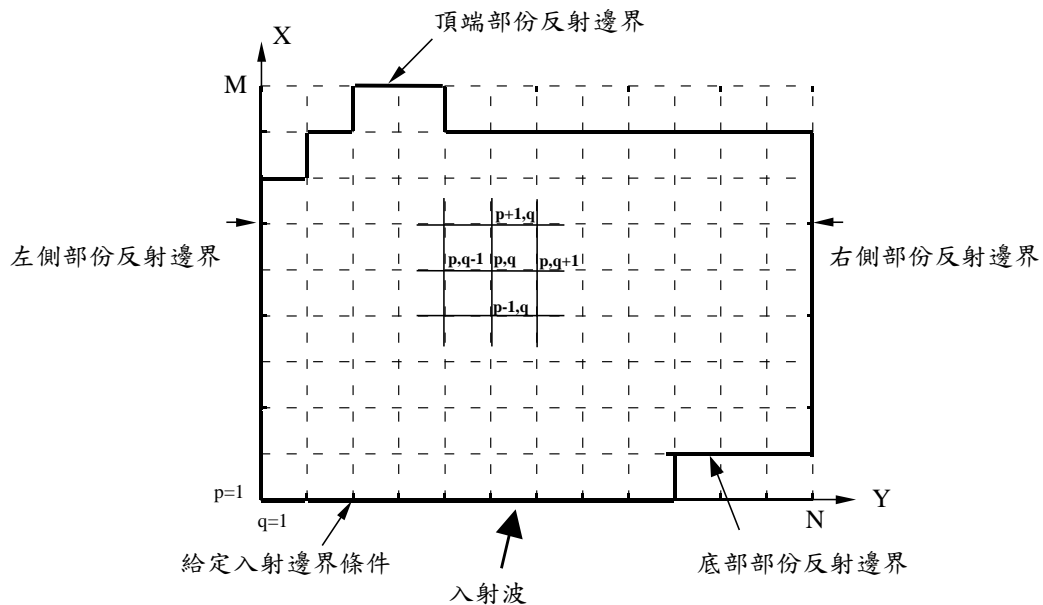 頂端部份反射邊界
X
M
p+1,q
左側部份反射邊界
p,q-1 p,q p,q+1
右側部份反射邊界
p-1,q
p=1
q=1
N
Y
給定入射邊界條件
底部部份反射邊界
入射波